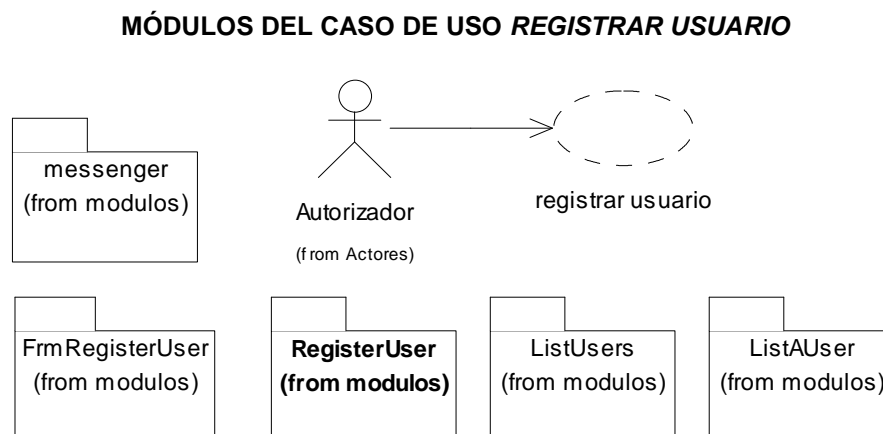 MÓDULOS DEL CASO DE USO REGISTRAR USUARIO
messenger
(from modulos)
Autorizador
(from Actores)
registrar usuario
FrmRegisterUser
(from modulos)
RegisterUser
(from modulos)
ListUsers
(from modulos)
ListAUser
(from modulos)